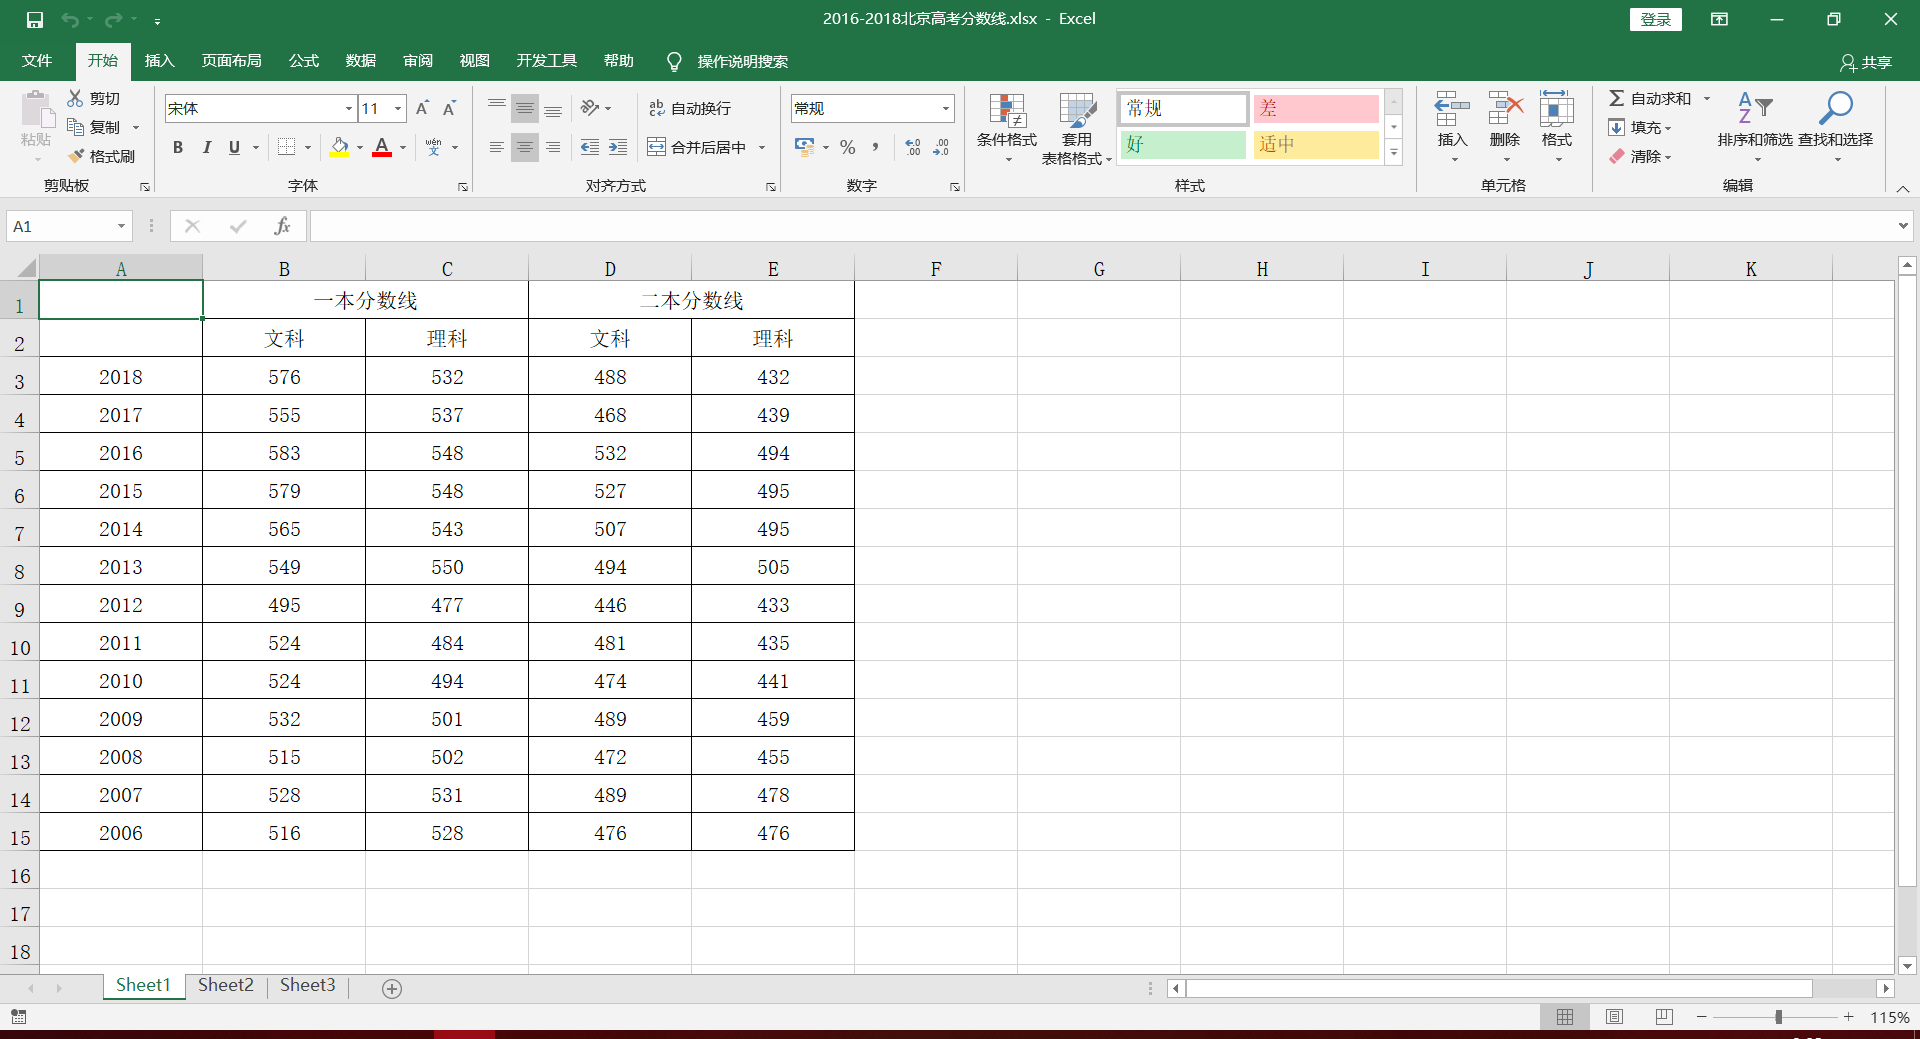 2016-2018北京高考分数线.xlsx - Excel
登录
文件 开始 插入 页面布局 公式 数据 审阅 视图 开发工具 帮助 操作说明搜索 共享
粘贴 剪切
复制
格式刷
剪贴板
宋体 11
B I U wén 文
字体
ab 自动换行
合并后居中
对齐方式
常规
% ,
数字
条件格式
套用
表格格式
常规 差
好 适中
样式
插入 删除 格式
单元格
自动求和
填充
清除
排序和筛选 查找和选择
编辑
A1 fx
A B C D E F G H I J K
1 一本分数线 二本分数线
2 文科 理科 文科 理科
3 2018 576 532 488 432
4 2017 555 537 468 439
5 2016 583 548 532 494
6 2015 579 548 527 495
7 2014 565 543 507 495
8 2013 549 550 494 505
9 2012 495 477 446 433
10 2011 524 484 481 435
11 2010 524 494 474 441
12 2009 532 501 489 459
13 2008 515 502 472 455
14 2007 528 531 489 478
15 2006 516 528 476 476
16
17
18
Sheet1 Sheet2 Sheet3
115%